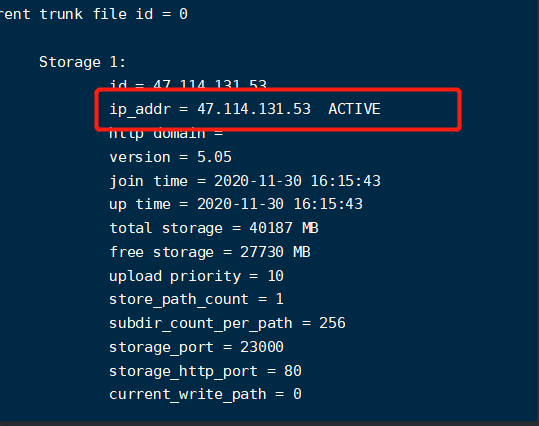 rent trunk file id = 0
Storage 1:
id = 47.114.131.53
ip_addr = 47.114.131.53  ACTIVE
http domain =
version = 5.05
join time = 2020-11-30 16:15:43
up time = 2020-11-30 16:15:43
total storage = 40187 MB
free storage = 27730 MB
upload priority = 10
store_path_count = 1
subdir_count_per_path = 256
storage_port = 23000
storage_http_port = 80
current_write_path = 0